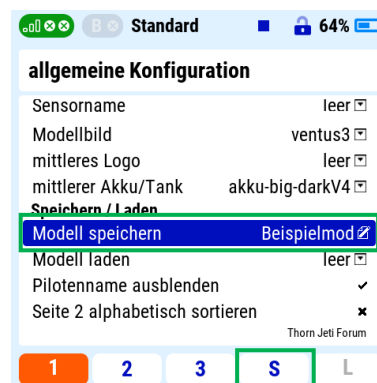 B Standard 64%
allgemeine Konfiguration
Sensorname leer
Modellbild ventus3
mittleres Logo leer
mittlerer Akku/Tank akku-big-darkV4
Speichern / Laden
Modell speichern Beispielmod
Modell laden leer
Pilotenname ausblenden
Seite 2 alphabetisch sortieren
Thorn Jeti Forum
1 2 3 S L